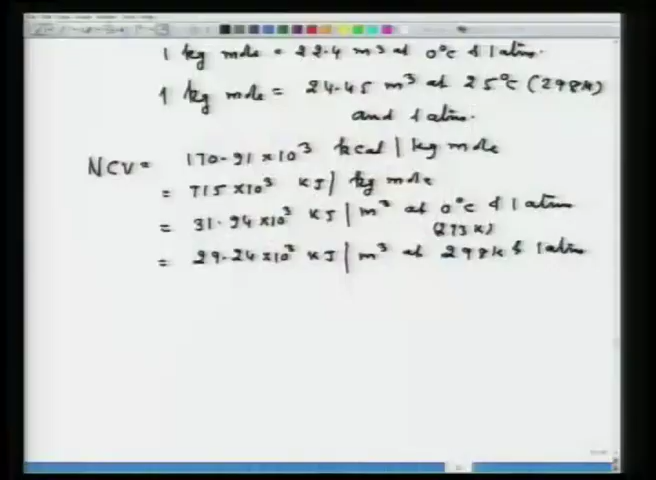 1 kg mole = 22.4 m³ at 0°c & 1 atm.
1 kg mole = 24.45 m³ at 25°c (298K)
and 1 atm.
NCV = 170.91 × 10³ kcal | kg mole
= 715 × 10³ KJ | kg mole
= 31.94 × 10³ KJ | m³ at 0°c & 1 atm
(273 K)
= 29.24 × 10³ KJ | m³ at 298K & 1 atm